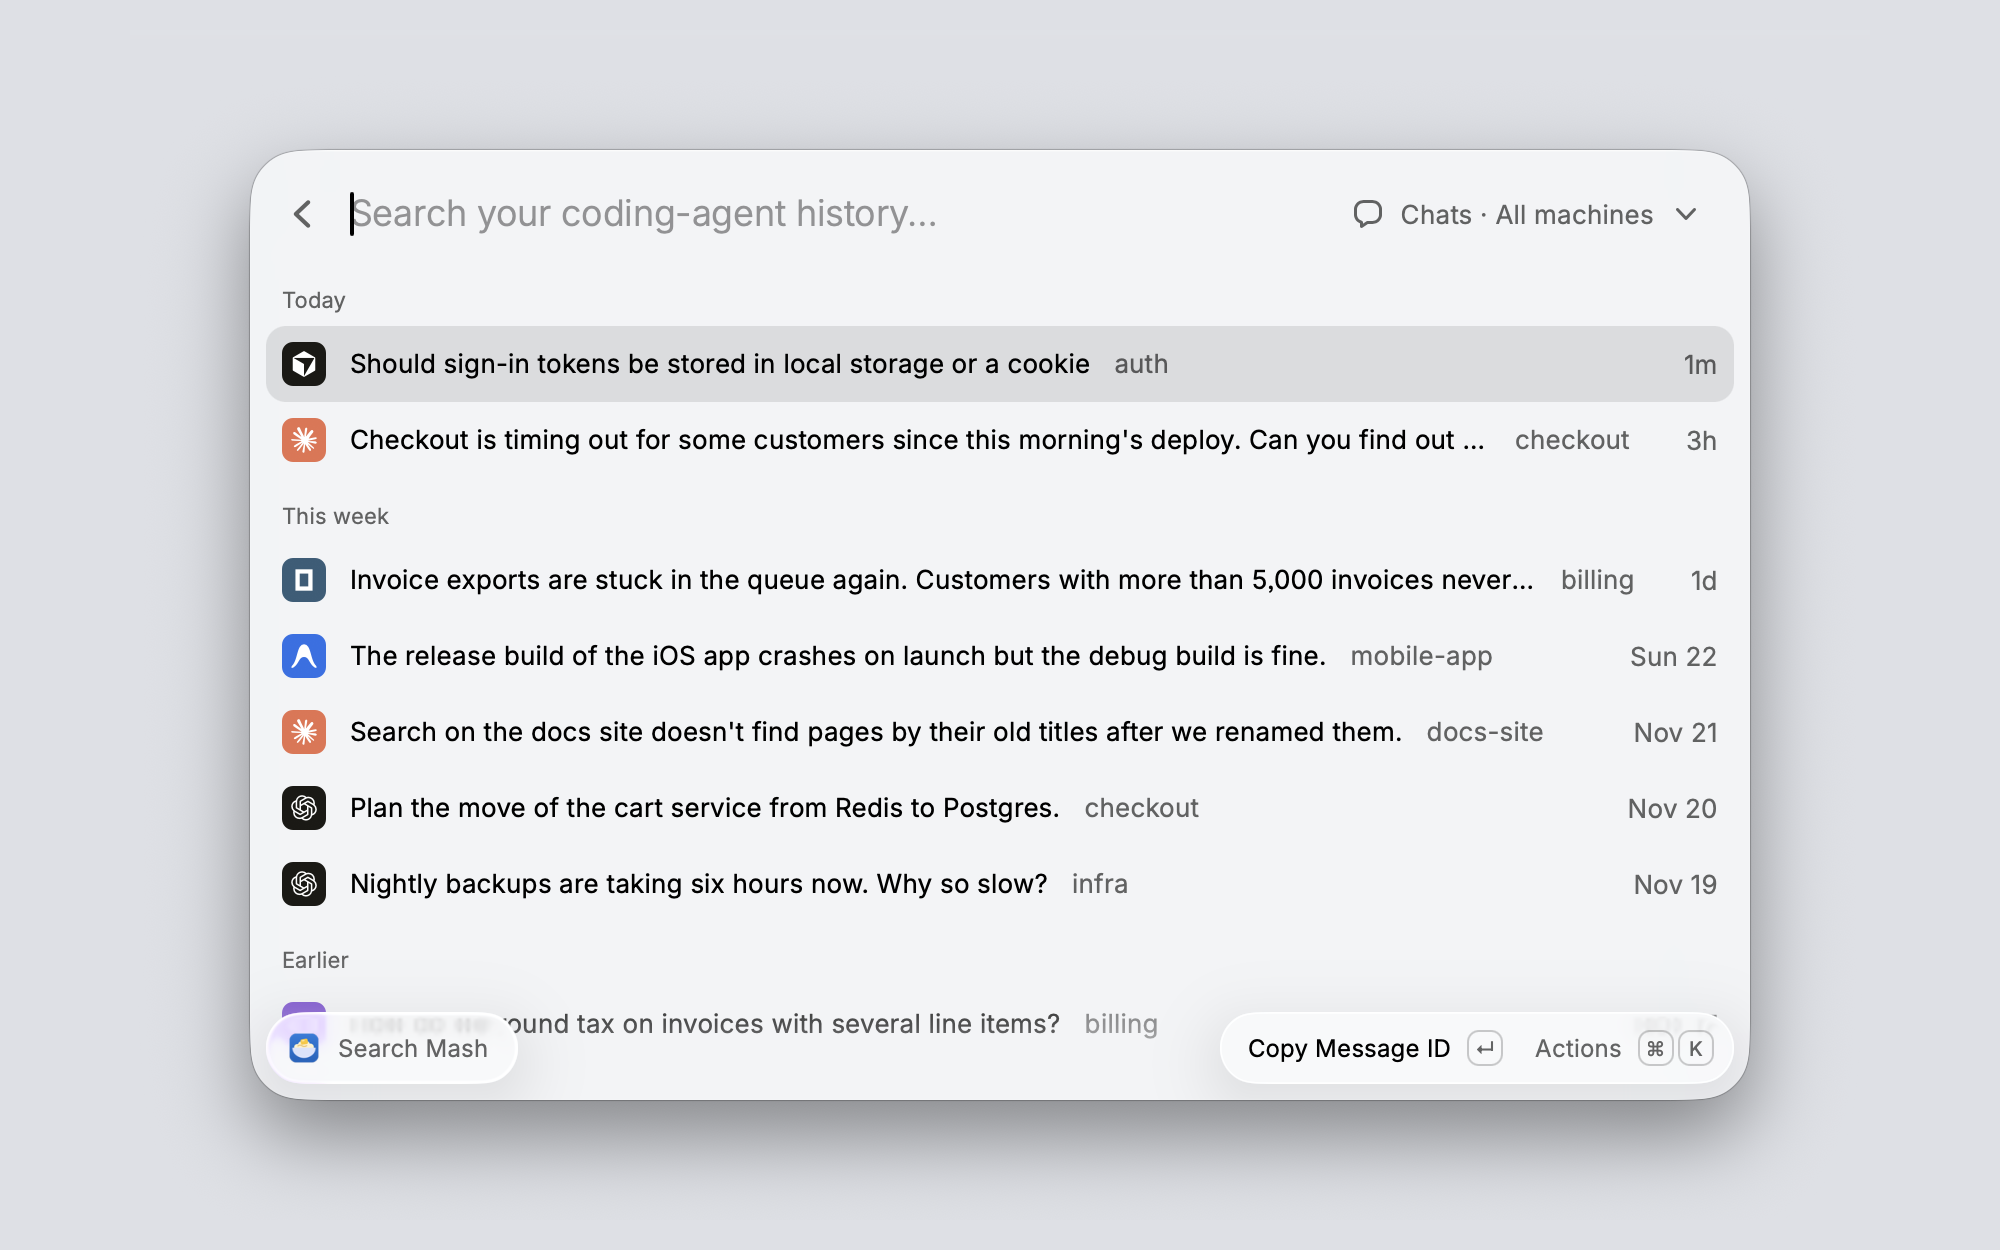 Search your coding-agent history...
Chats · All machines
Today
Should sign-in tokens be stored in local storage or a cookie auth 1m
Checkout is timing out for some customers since this morning's deploy. Can you find out ... checkout 3h
This week
Invoice exports are stuck in the queue again. Customers with more than 5,000 invoices never... billing 1d
The release build of the iOS app crashes on launch but the debug build is fine. mobile-app Sun 22
Search on the docs site doesn't find pages by their old titles after we renamed them. docs-site Nov 21
Plan the move of the cart service from Redis to Postgres. checkout Nov 20
Nightly backups are taking six hours now. Why so slow? infra Nov 19
Earlier
round tax on invoices with several line items? billing
Search Mash
Copy Message ID ↵ Actions ⌘ K